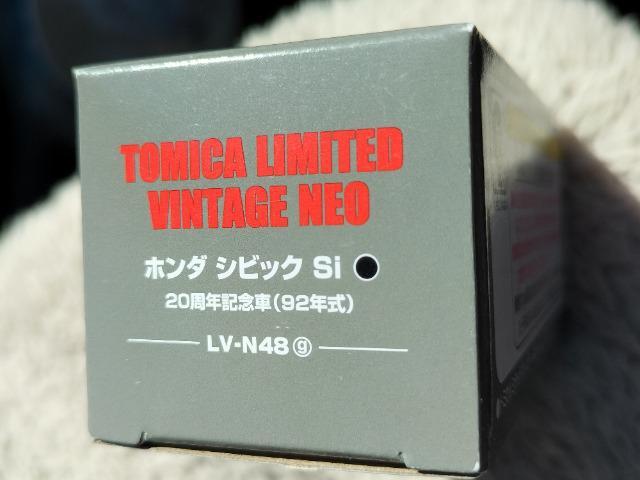 TOMICA LIMITED
VINTAGE NEO
ホンダ シビック Si ●
20周年記念車(92年式)
LV-N48 ⓖ